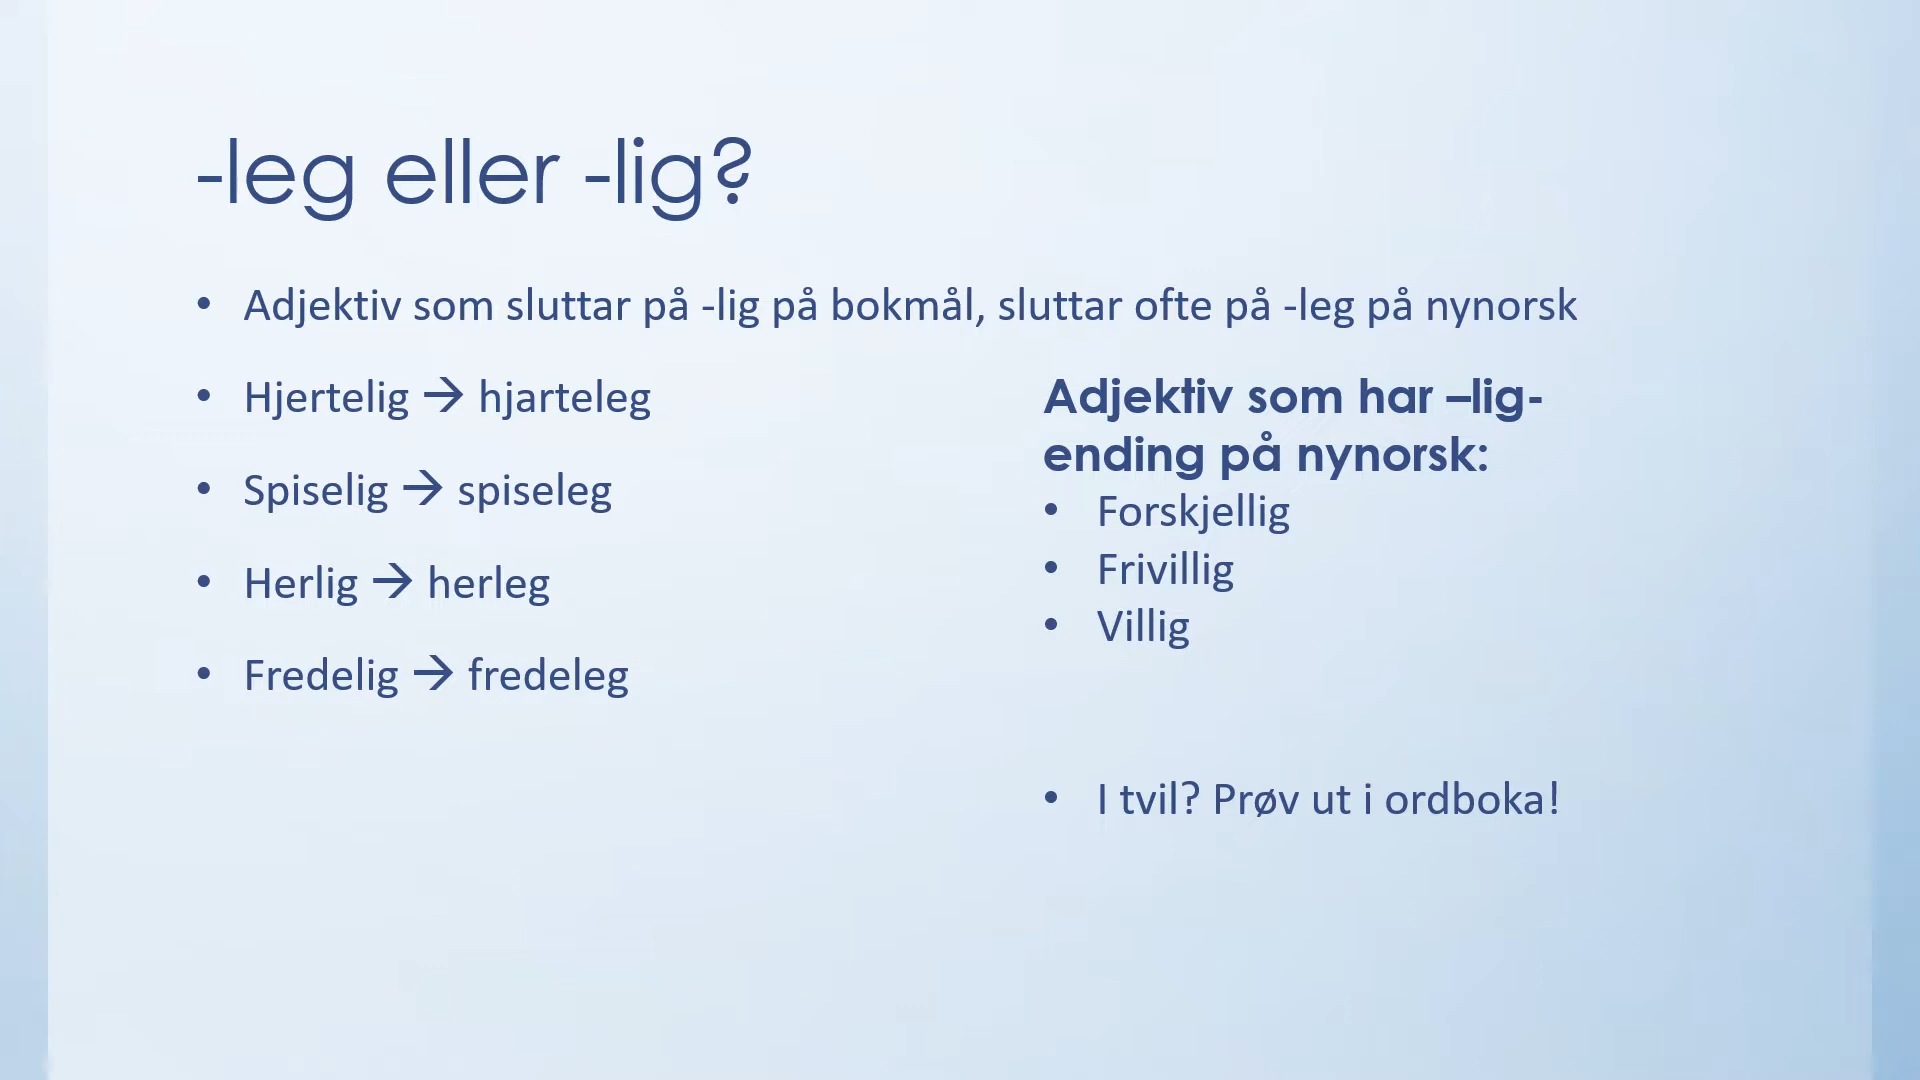 -leg eller -lig?
• Adjektiv som sluttar på -lig på bokmål, sluttar ofte på -leg på nynorsk
• Hjertelig → hjarteleg
• Spiselig → spiseleg
• Herlig → herleg
• Fredelig → fredeleg
Adjektiv som har –lig-
ending på nynorsk:
• Forskjellig
• Frivillig
• Villig
• I tvil? Prøv ut i ordboka!